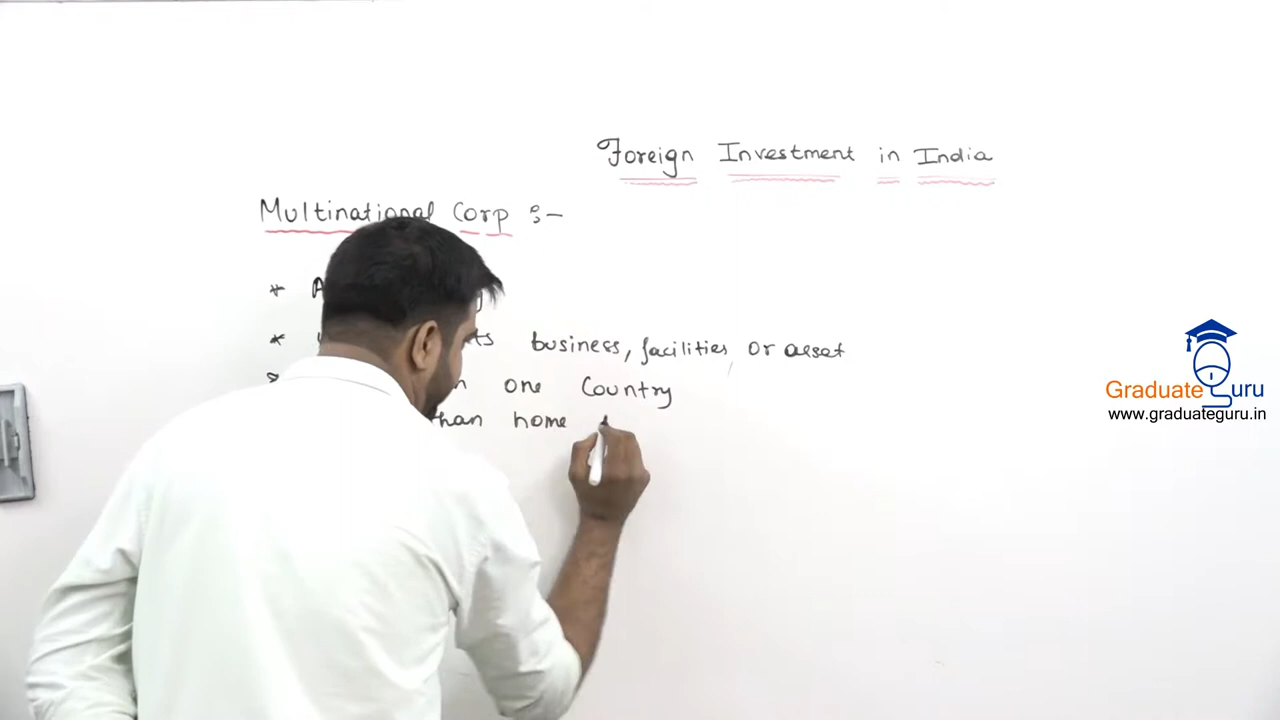 Foreign Investment in India
Multinational Corp :-
*
* business, facilities, or asset
* one Country
than home
Graduate Guru
www.graduateguru.in